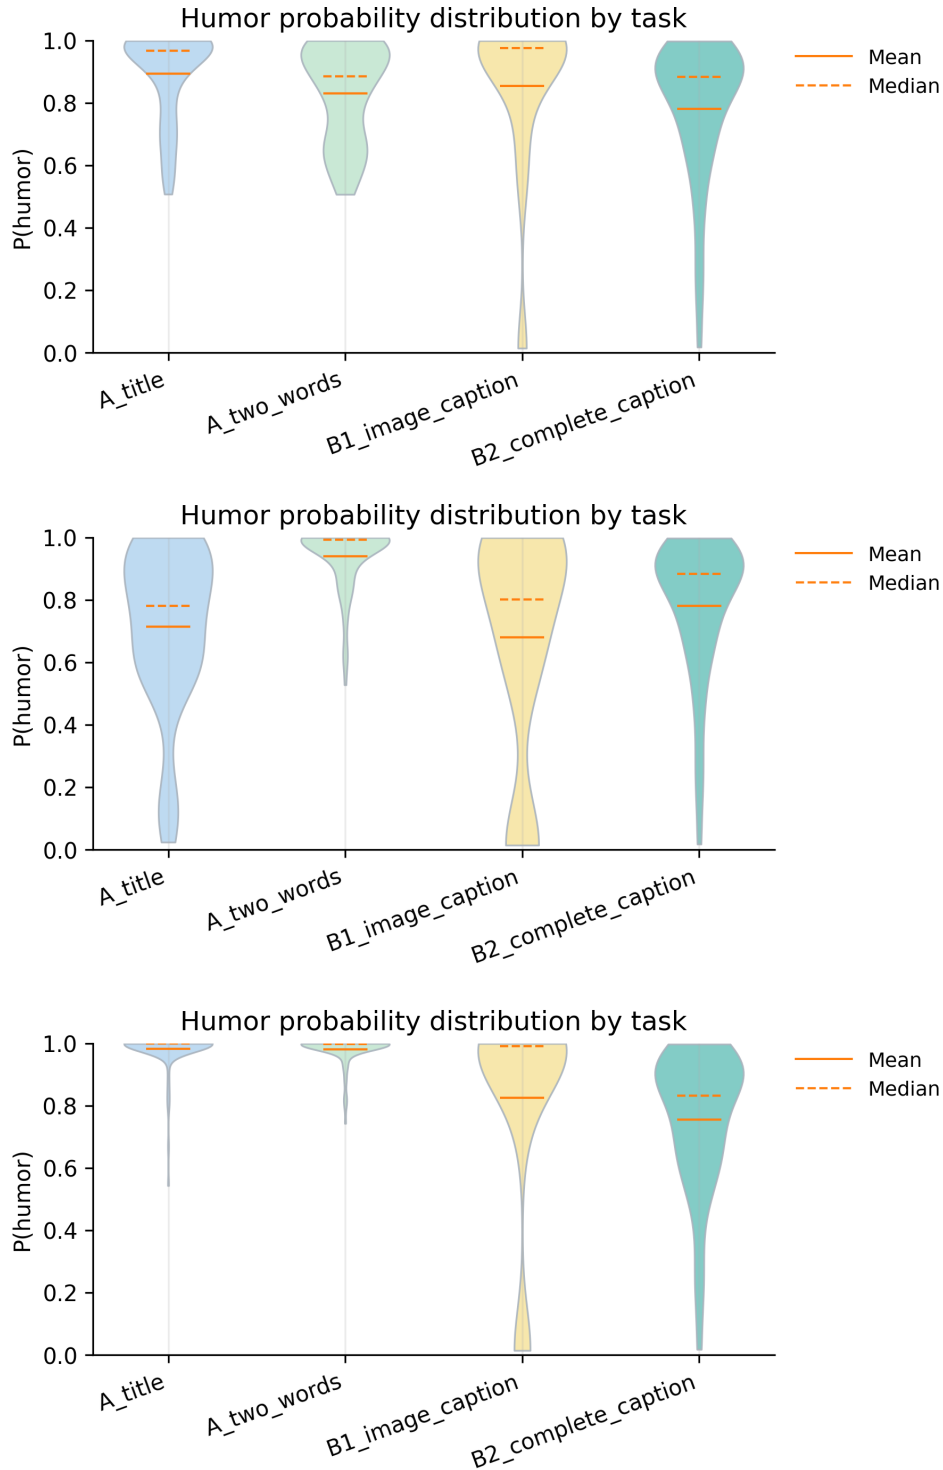 Humor probability distribution by task
1.0
0.8
0.6
0.4
0.2
0.0
P(humor)
A_title
A_two_words
B1_image_caption
B2_complete_caption
Mean
Median
Humor probability distribution by task
1.0
0.8
0.6
0.4
0.2
0.0
P(humor)
A_title
A_two_words
B1_image_caption
B2_complete_caption
Mean
Median
Humor probability distribution by task
1.0
0.8
0.6
0.4
0.2
0.0
P(humor)
A_title
A_two_words
B1_image_caption
B2_complete_caption
Mean
Median